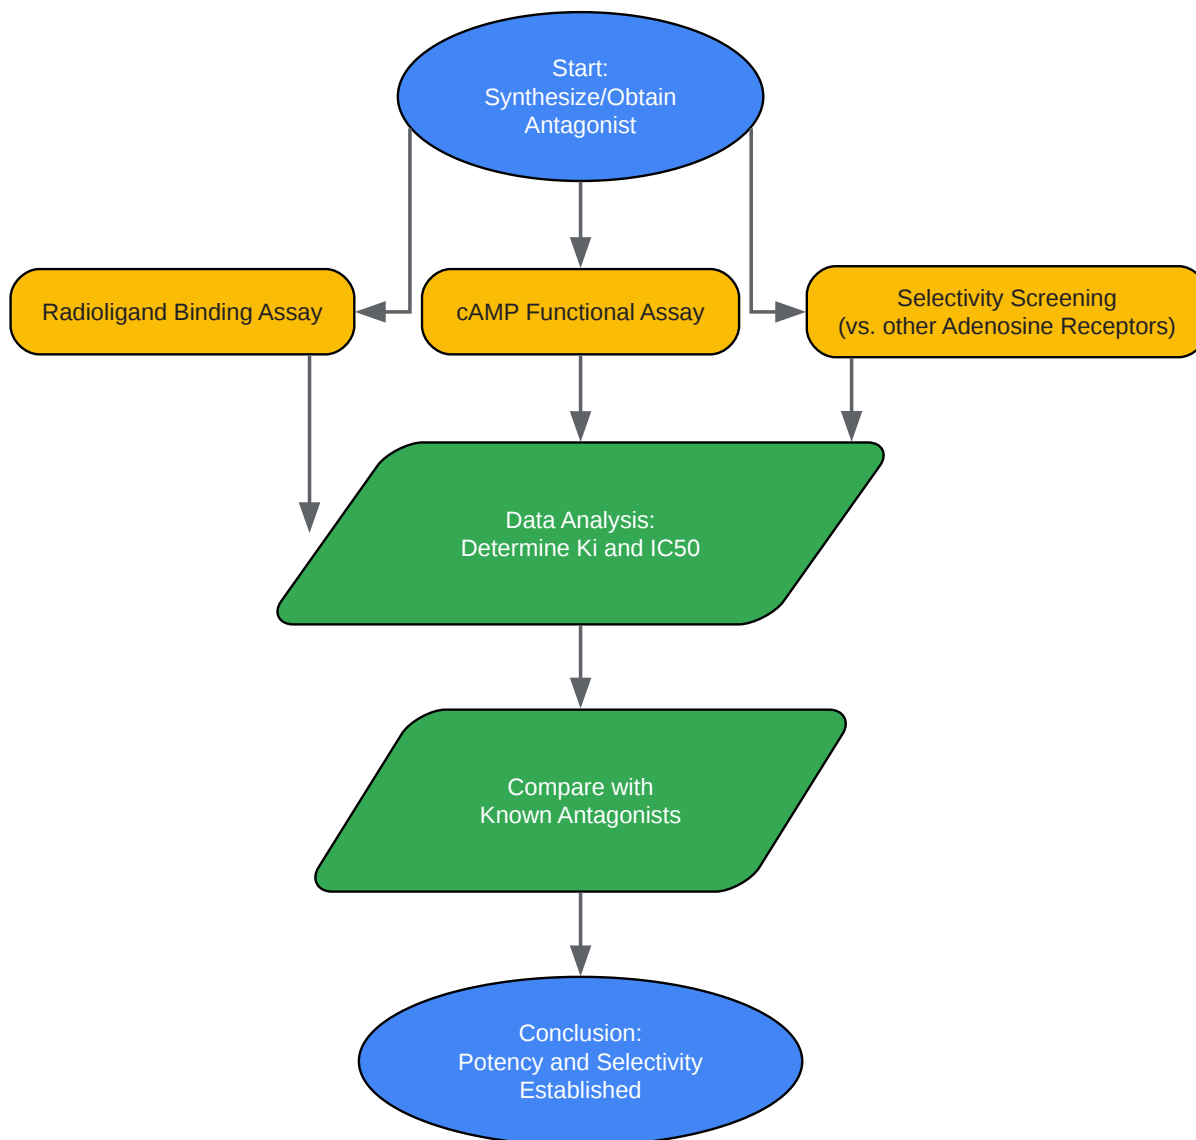 Start:
Synthesize/Obtain
Antagonist
Radioligand Binding Assay
cAMP Functional Assay
Selectivity Screening
(vs. other Adenosine Receptors)
Data Analysis:
Determine Ki and IC50
Compare with
Known Antagonists
Conclusion:
Potency and Selectivity
Established